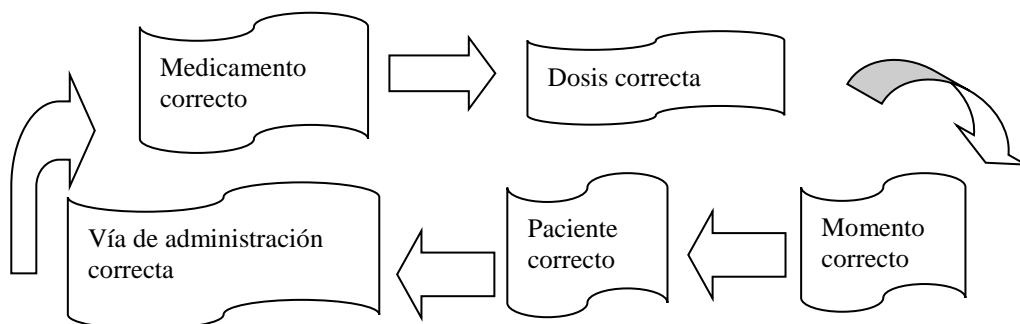 Medicamento
correcto
Dosis correcta
Momento
correcto
Paciente
correcto
Vía de administración
correcta